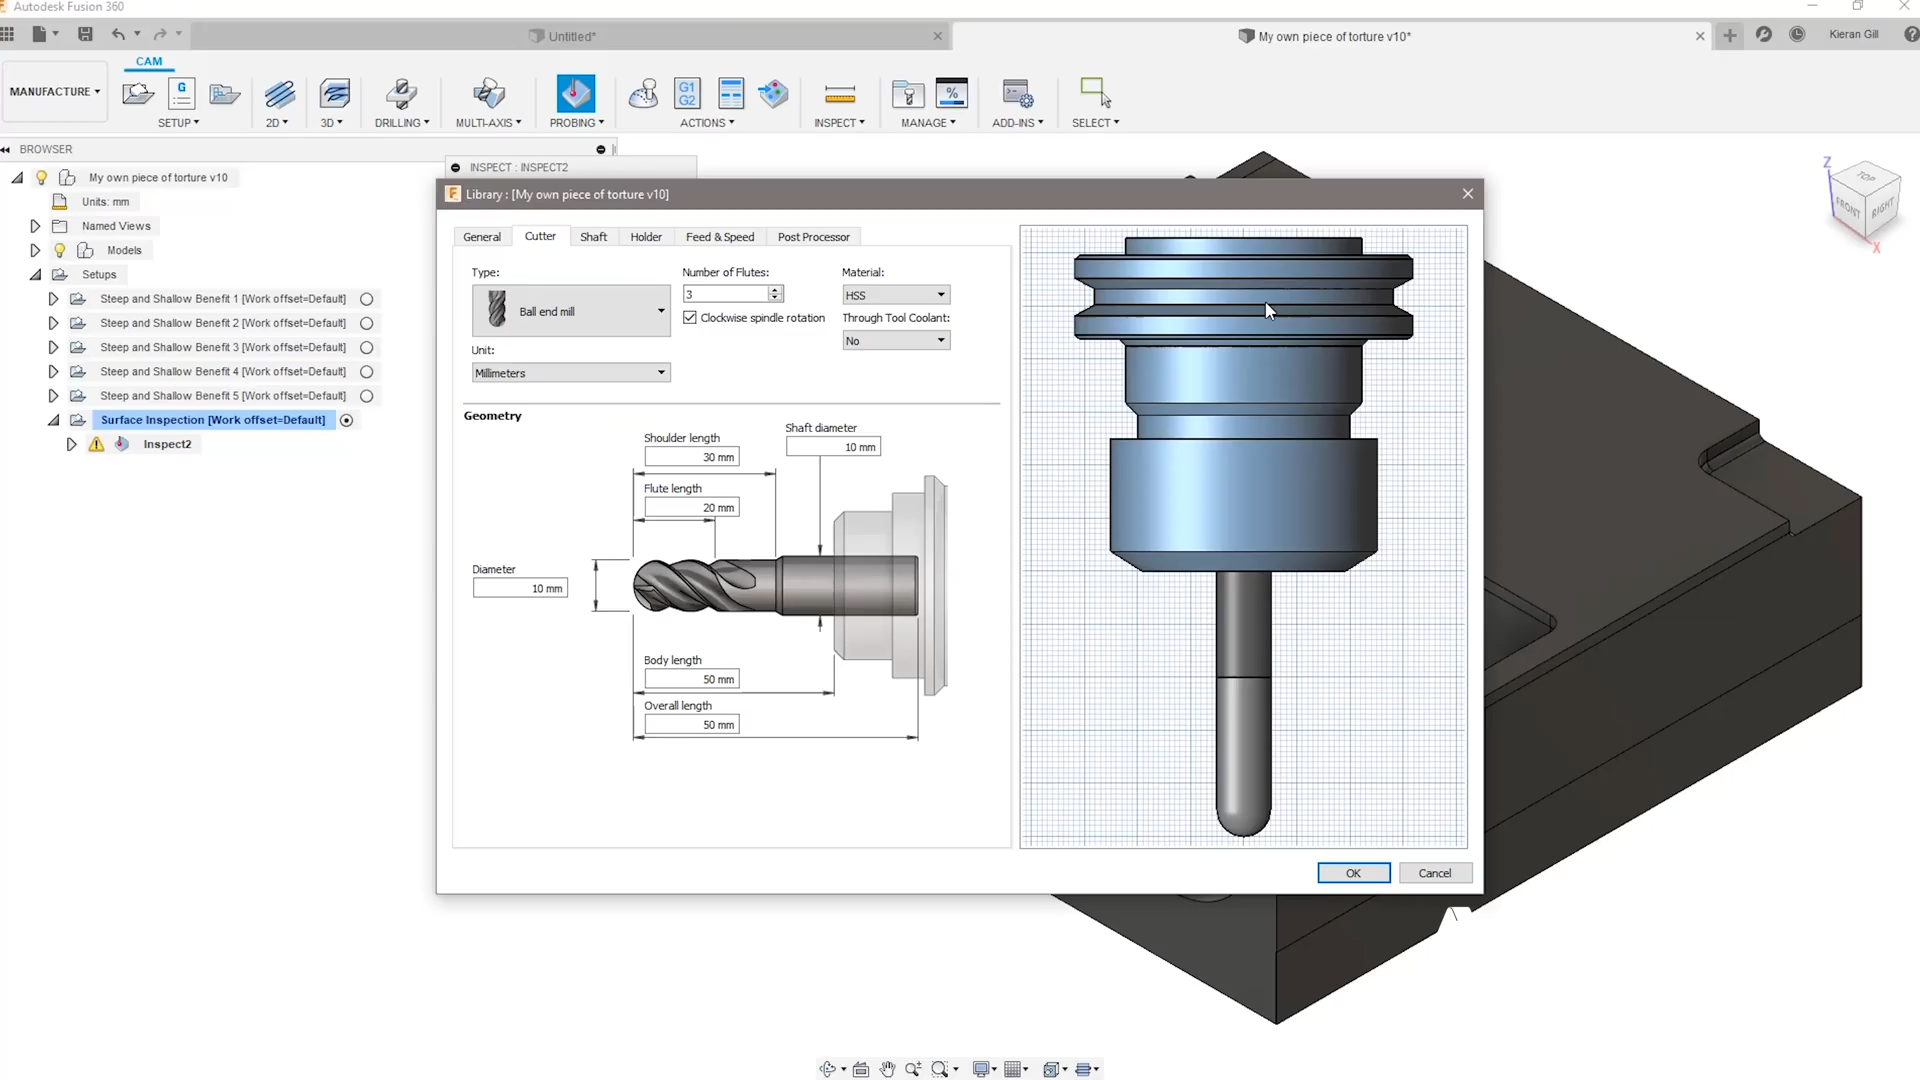 Autodesk Fusion 360
Untitled*
My own piece of torture v10*
Kieran Gill
MANUFACTURE
CAM
SETUP
2D
3D
DRILLING
MULTI-AXIS
PROBING
G1
G2
ACTIONS
INSPECT
MANAGE
ADD-INS
SELECT
BROWSER
My own piece of torture v10
Units: mm
Named Views
Models
Setups
Steep and Shallow Benefit 1 [Work offset=Default]
Steep and Shallow Benefit 2 [Work offset=Default]
Steep and Shallow Benefit 3 [Work offset=Default]
Steep and Shallow Benefit 4 [Work offset=Default]
Steep and Shallow Benefit 5 [Work offset=Default]
Surface Inspection [Work offset=Default]
Inspect2
INSPECT : INSPECT2
Library : [My own piece of torture v10]
General
Cutter
Shaft
Holder
Feed & Speed
Post Processor
Type:
Ball end mill
Unit:
Millimeters
Number of Flutes:
3
Clockwise spindle rotation
Material:
HSS
Through Tool Coolant:
No
Geometry
Shoulder length
30 mm
Shaft diameter
10 mm
Flute length
20 mm
Diameter
10 mm
Body length
50 mm
Overall length
50 mm
OK
Cancel
Z
TOP
FRONT
RIGHT
X